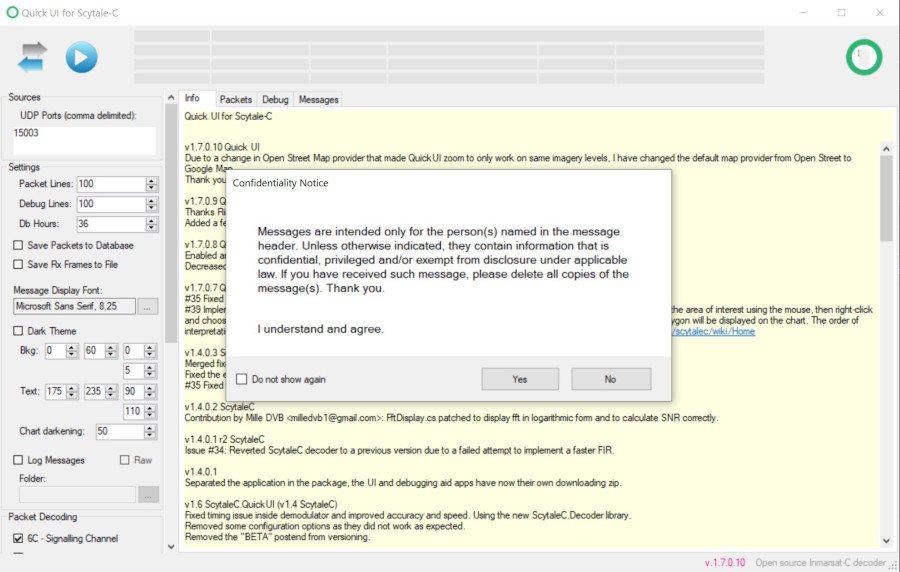 Quick UI for Scytale-C
Sources
UDP Ports (comma delimited):
15003
Settings
Packet Lines: 100
Debug Lines: 100
Db Hours: 36
Save Packets to Database
Save Rx Frames to File
Message Display Font:
Microsoft Sans Serif, 8.25 ...
Dark Theme
Bkg: 0 60 0
5
Text: 175 235 90
110
Chart darkening: 50
Log Messages Raw
Folder:
...
Packet Decoding
6C - Signalling Channel
Info Packets Debug Messages
Quick UI for Scytale-C
v1.7.0.10 Quick UI
Due to a change in Open Street Map provider that made QuickUI zoom to only work on same imagery levels, I have changed the default map provider from Open Street to
Google Map.
Thank you
v1.7.0.9 Q
Thanks Ri
Added a fe
v1.7.0.8 Q
Enabled a
Decreased
v1.7.0.7 Q
#35 Fixed
#39 Implem the area of interest using the mouse, then right-click
and choos ygon will be displayed on the chart. The order of
interpretati /scytalec/wiki/Home
v1.4.0.3 S
Merged fix
Fixed the e
#35 Fixed
v1.4.0.2 ScytaleC
Contribution by Mille DVB <milledvb1@gmail.com>: FftDisplay.cs patched to display fft in logarithmic form and to calculate SNR correctly.
v1.4.0.1 r2 ScytaleC
Issue #34: Reverted ScytaleC decoder to a previous version due to a failed attempt to implement a faster FIR.
v1.4.0.1
Separated the application in the package, the UI and debugging aid apps have now their own downloading zip.
v1.6 ScytaleC.QuickUI (v1.4 ScytaleC)
Fixed timing issue inside demodulator and improved accuracy and speed. Using the new ScytaleC.Decoder library.
Removed some configuration options as they did not work as expected.
Removed the "BETA" postend from versioning.
Confidentiality Notice
Messages are intended only for the person(s) named in the message
header. Unless otherwise indicated, they contain information that is
confidential, privileged and/or exempt from disclosure under applicable
law. If you have received such message, please delete all copies of the
message(s). Thank you.
I understand and agree.
Do not show again
Yes
No
v.1.7.0.10 Open source Inmarsat-C decoder